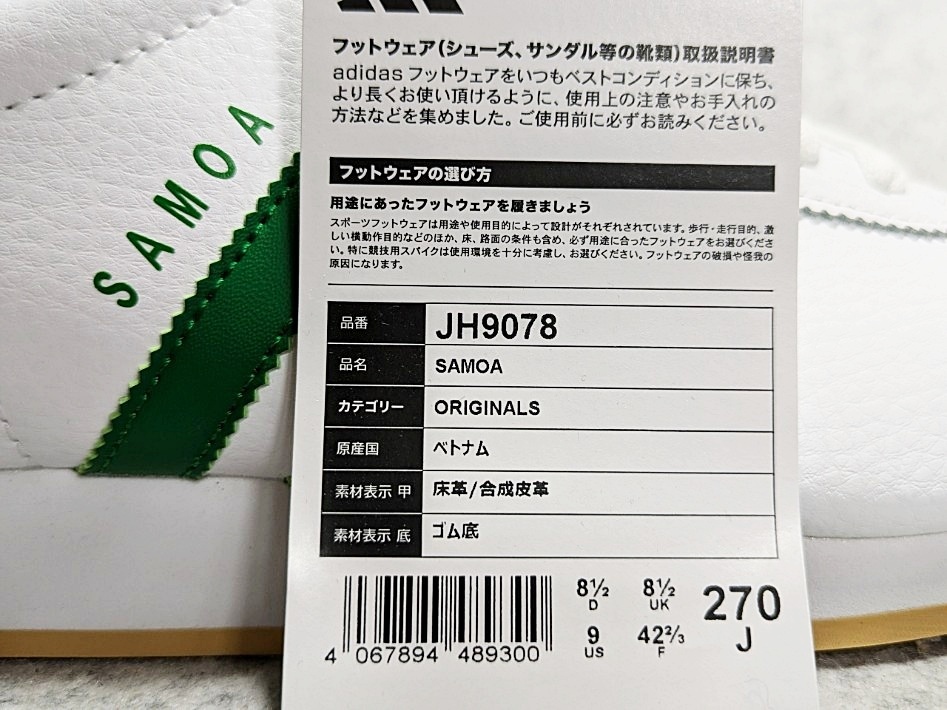 SAMOA
フットウェア(シューズ、サンダル等の靴類)取扱説明書
adidas フットウェアをいつもベストコンディションに保ち、
より長くお使い頂けるように、使用上の注意やお手入れの
方法などを集めました。ご使用前に必ずお読みください。
フットウェアの選び方
用途にあったフットウェアを履きましょう
スポーツフットウェアは用途や使用目的によって設計がそれぞれされています。歩行・走行目的、激
しい横動作目的などのほか、床、路面の条件も含め、必ず用途に合ったフットウェアをお選びくださ
い。特に競技用スパイクは使用環境を十分に考慮し、お選びください。フットウェアの破損や怪我の
原因になります。
品番 JH9078
品名 SAMOA
カテゴリー ORIGINALS
原産国 ベトナム
素材表示 甲 床革/合成皮革
素材表示 底 ゴム底
8½ 8½ 270
D UK J
9 42⅔
US F
4 067894 489300